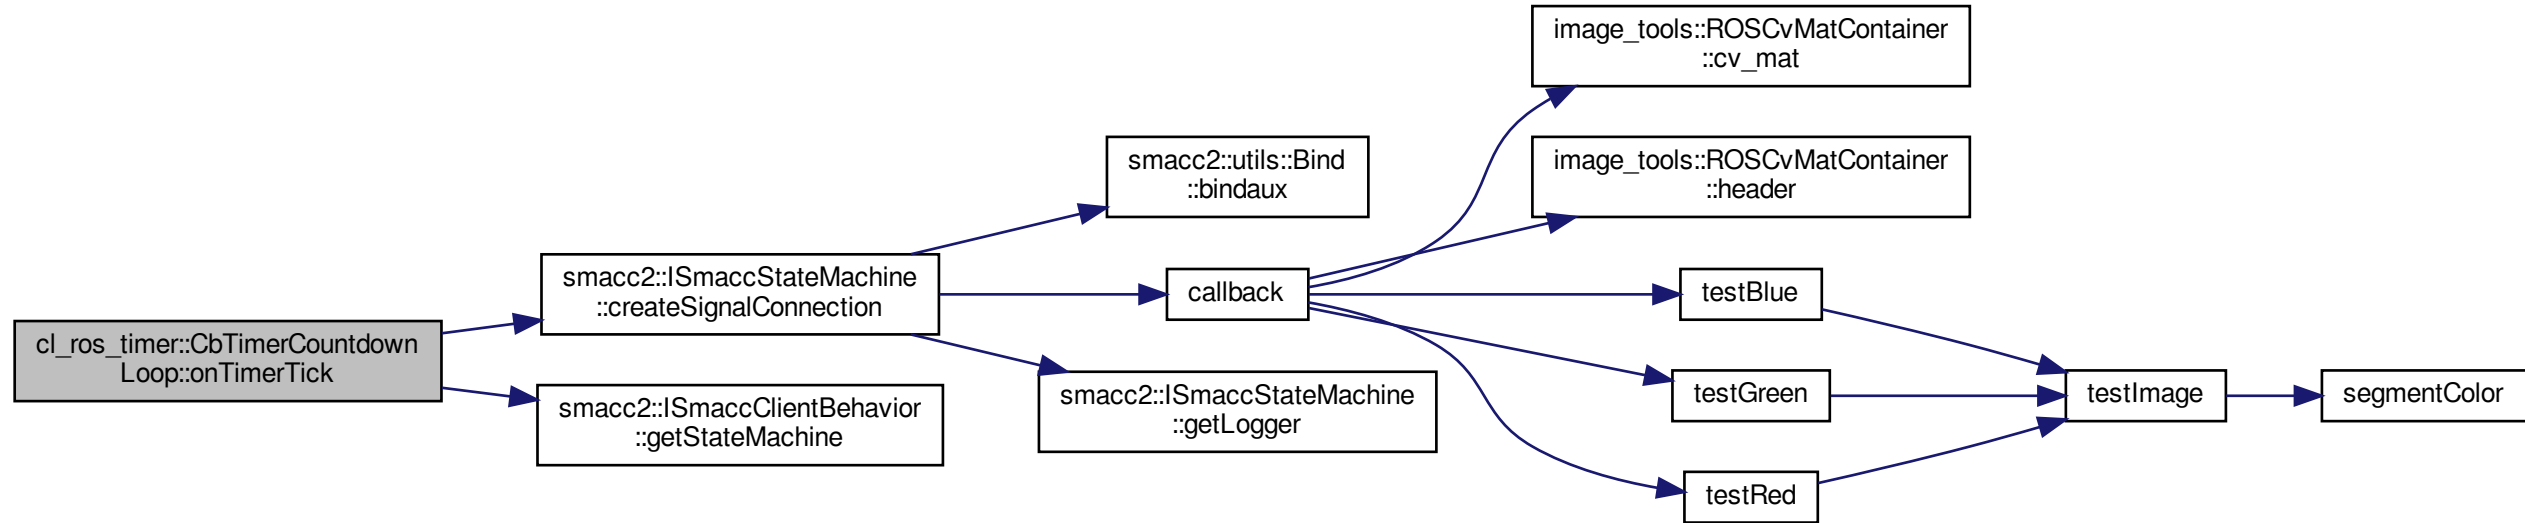 cl_ros_timer::CbTimerCountdown
Loop::onTimerTick
smacc2::ISmaccStateMachine
::createSignalConnection
smacc2::ISmaccClientBehavior
::getStateMachine
smacc2::utils::Bind
::bindaux
callback
smacc2::ISmaccStateMachine
::getLogger
image_tools::ROSCvMatContainer
::cv_mat
image_tools::ROSCvMatContainer
::header
testBlue
testGreen
testRed
testImage
segmentColor